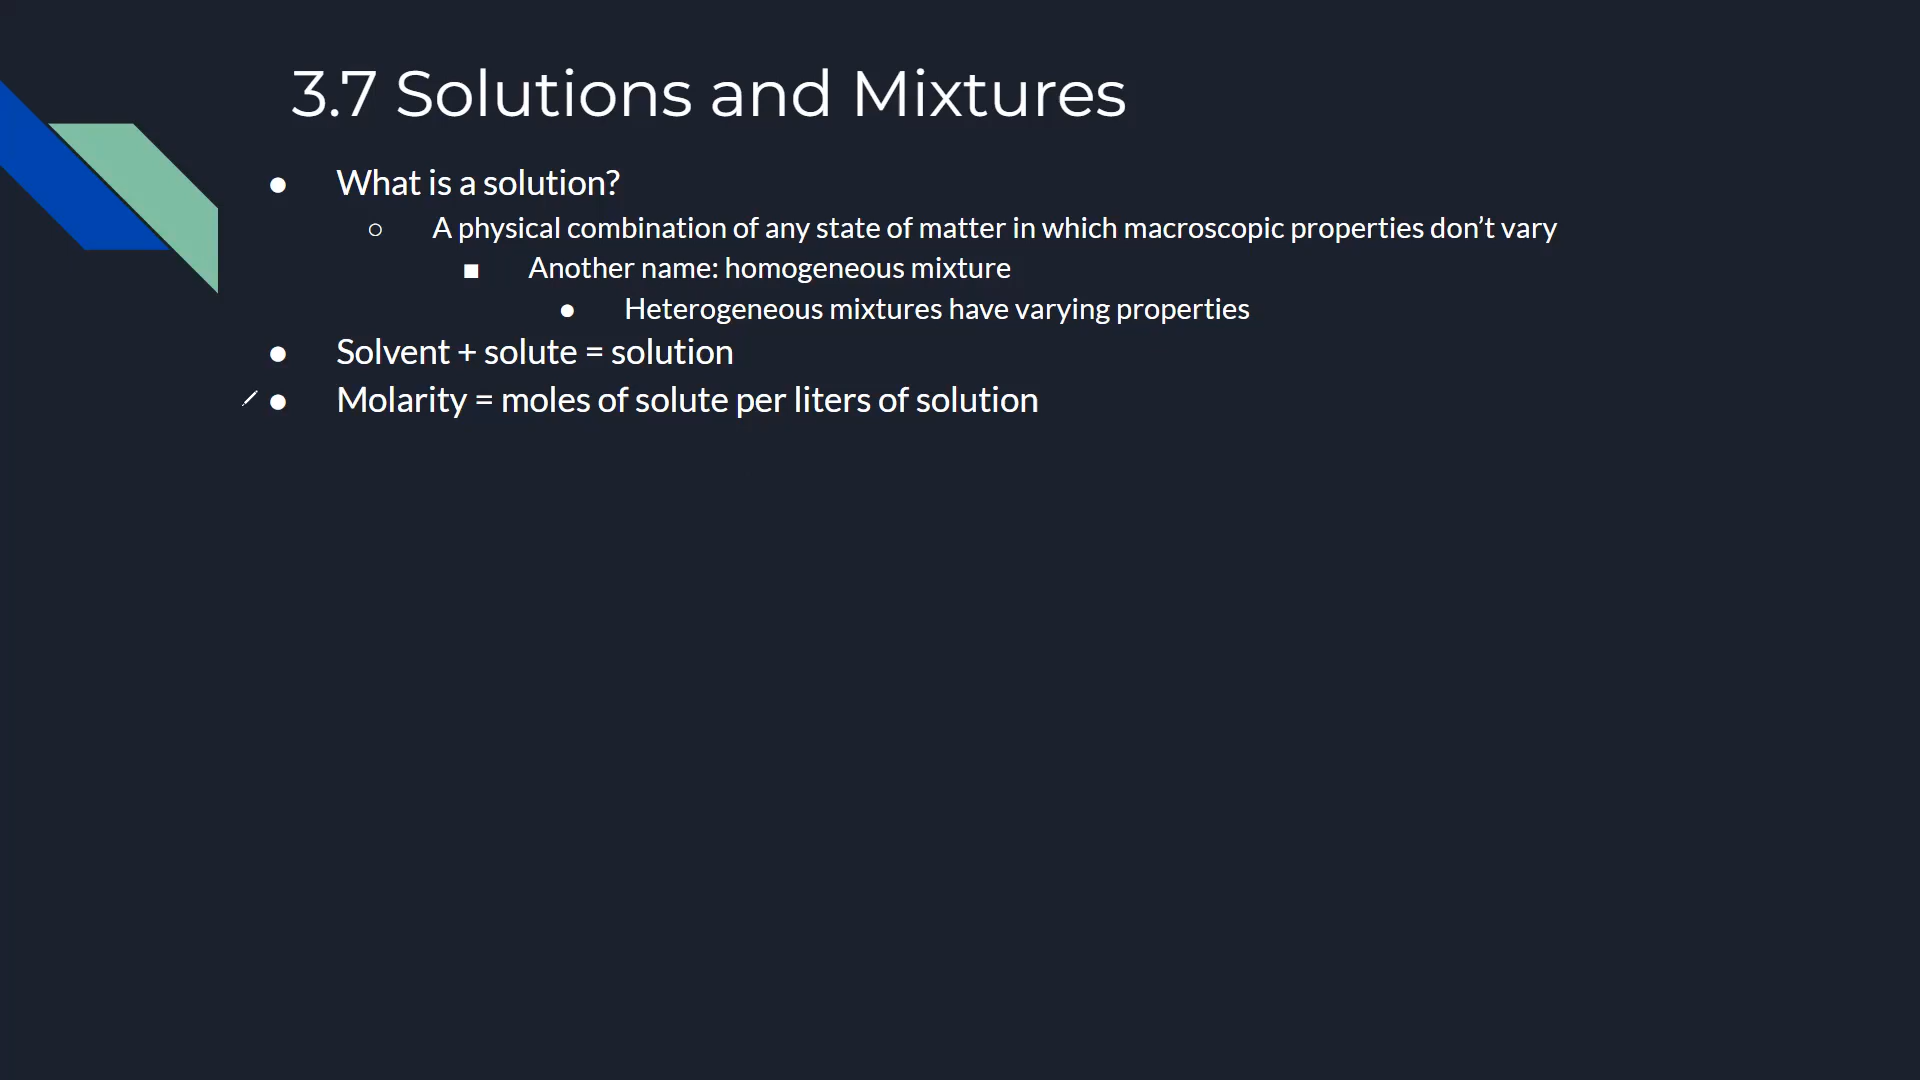 3.7 Solutions and Mixtures
● What is a solution?
○ A physical combination of any state of matter in which macroscopic properties don’t vary
■ Another name: homogeneous mixture
● Heterogeneous mixtures have varying properties
● Solvent + solute = solution
● Molarity = moles of solute per liters of solution